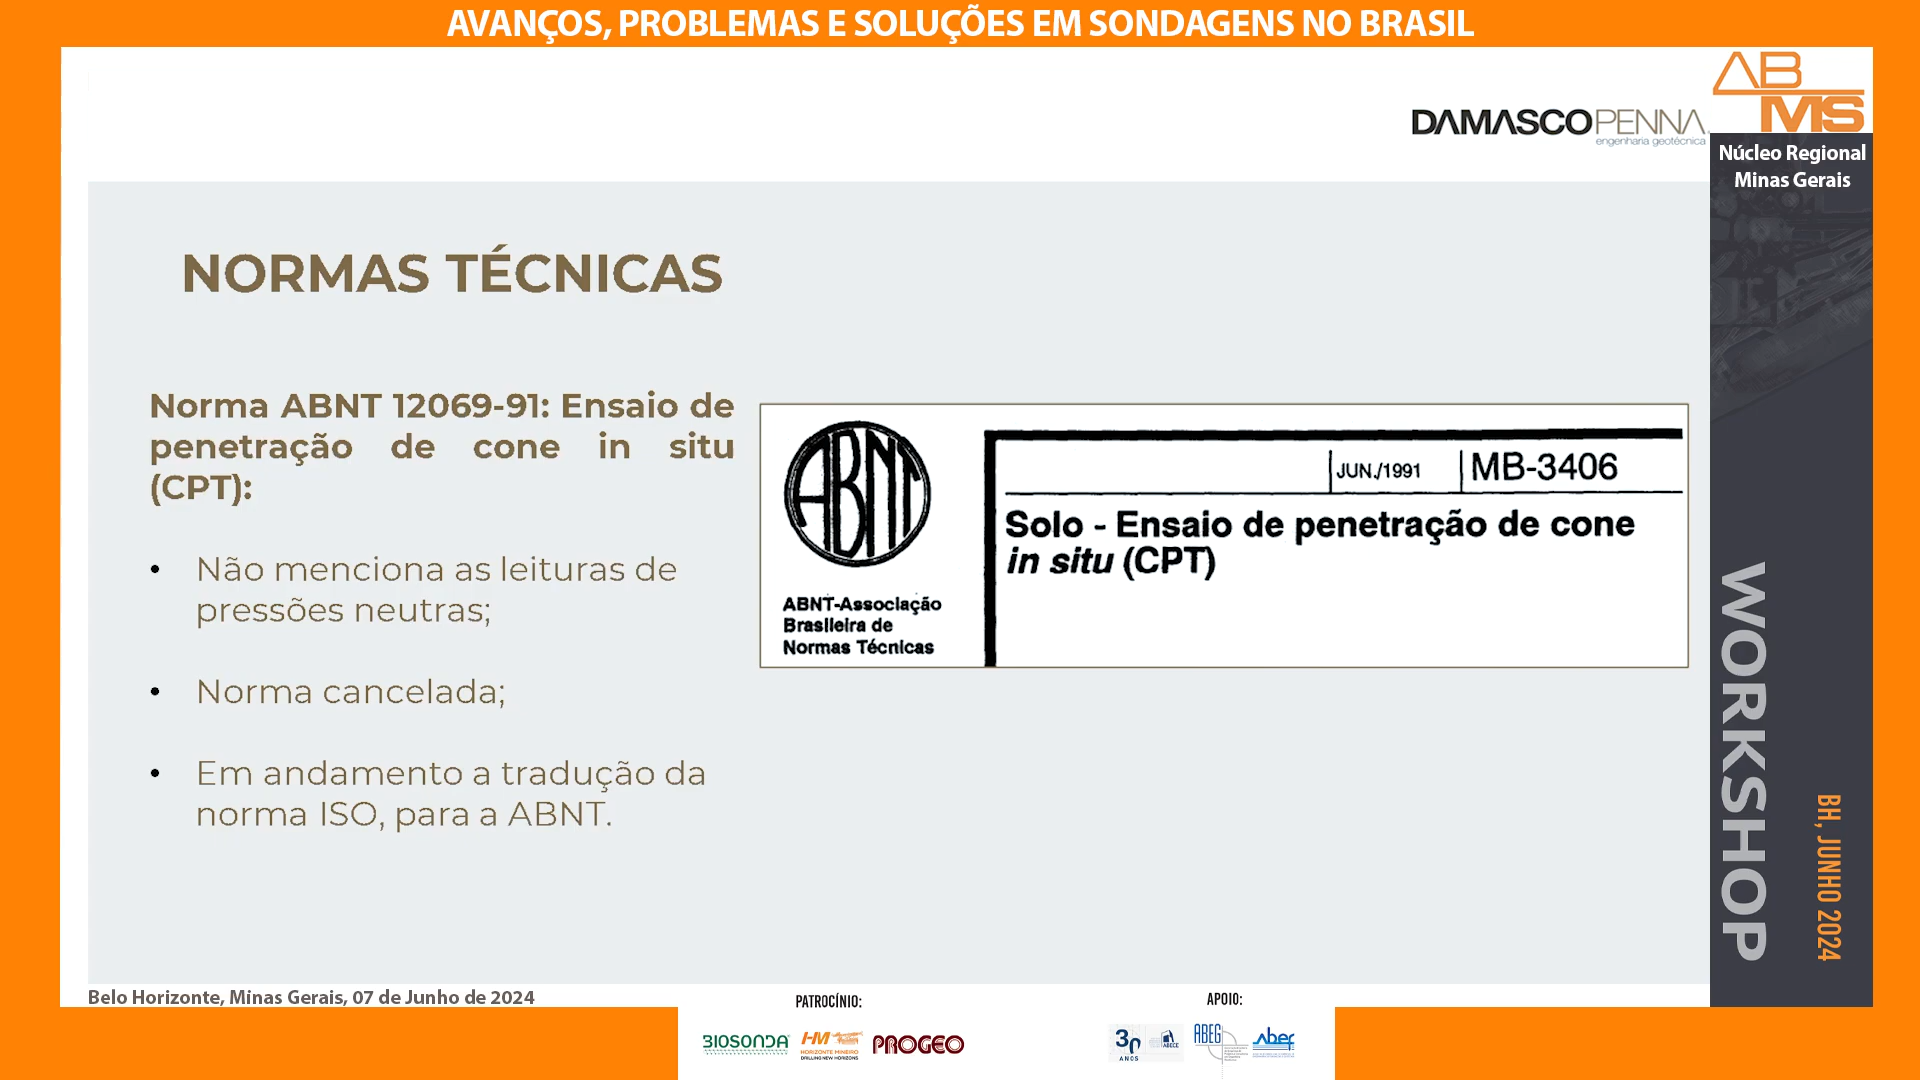 AVANÇOS, PROBLEMAS E SOLUÇÕES EM SONDAGENS NO BRASIL
ABMS
DAMASCOPENNA
engenharia geotécnica
Núcleo Regional
Minas Gerais
NORMAS TÉCNICAS
Norma ABNT 12069-91: Ensaio de
penetração de cone in situ
(CPT):
• Não menciona as leituras de
pressões neutras;
• Norma cancelada;
• Em andamento a tradução da
norma ISO, para a ABNT.
ABNT
ABNT-Associação
Brasileira de
Normas Técnicas
JUN./1991
MB-3406
Solo - Ensaio de penetração de cone
in situ (CPT)
WORKSHOP
BH, JUNHO 2024
Belo Horizonte, Minas Gerais, 07 de Junho de 2024
PATROCÍNIO:
BIOSONDA
HM
HORIZONTE MINEIRO
DRILLING NEW HORIZONS
PROGEO
APOIO:
30
ANOS
ABECE
ABEG
Abef